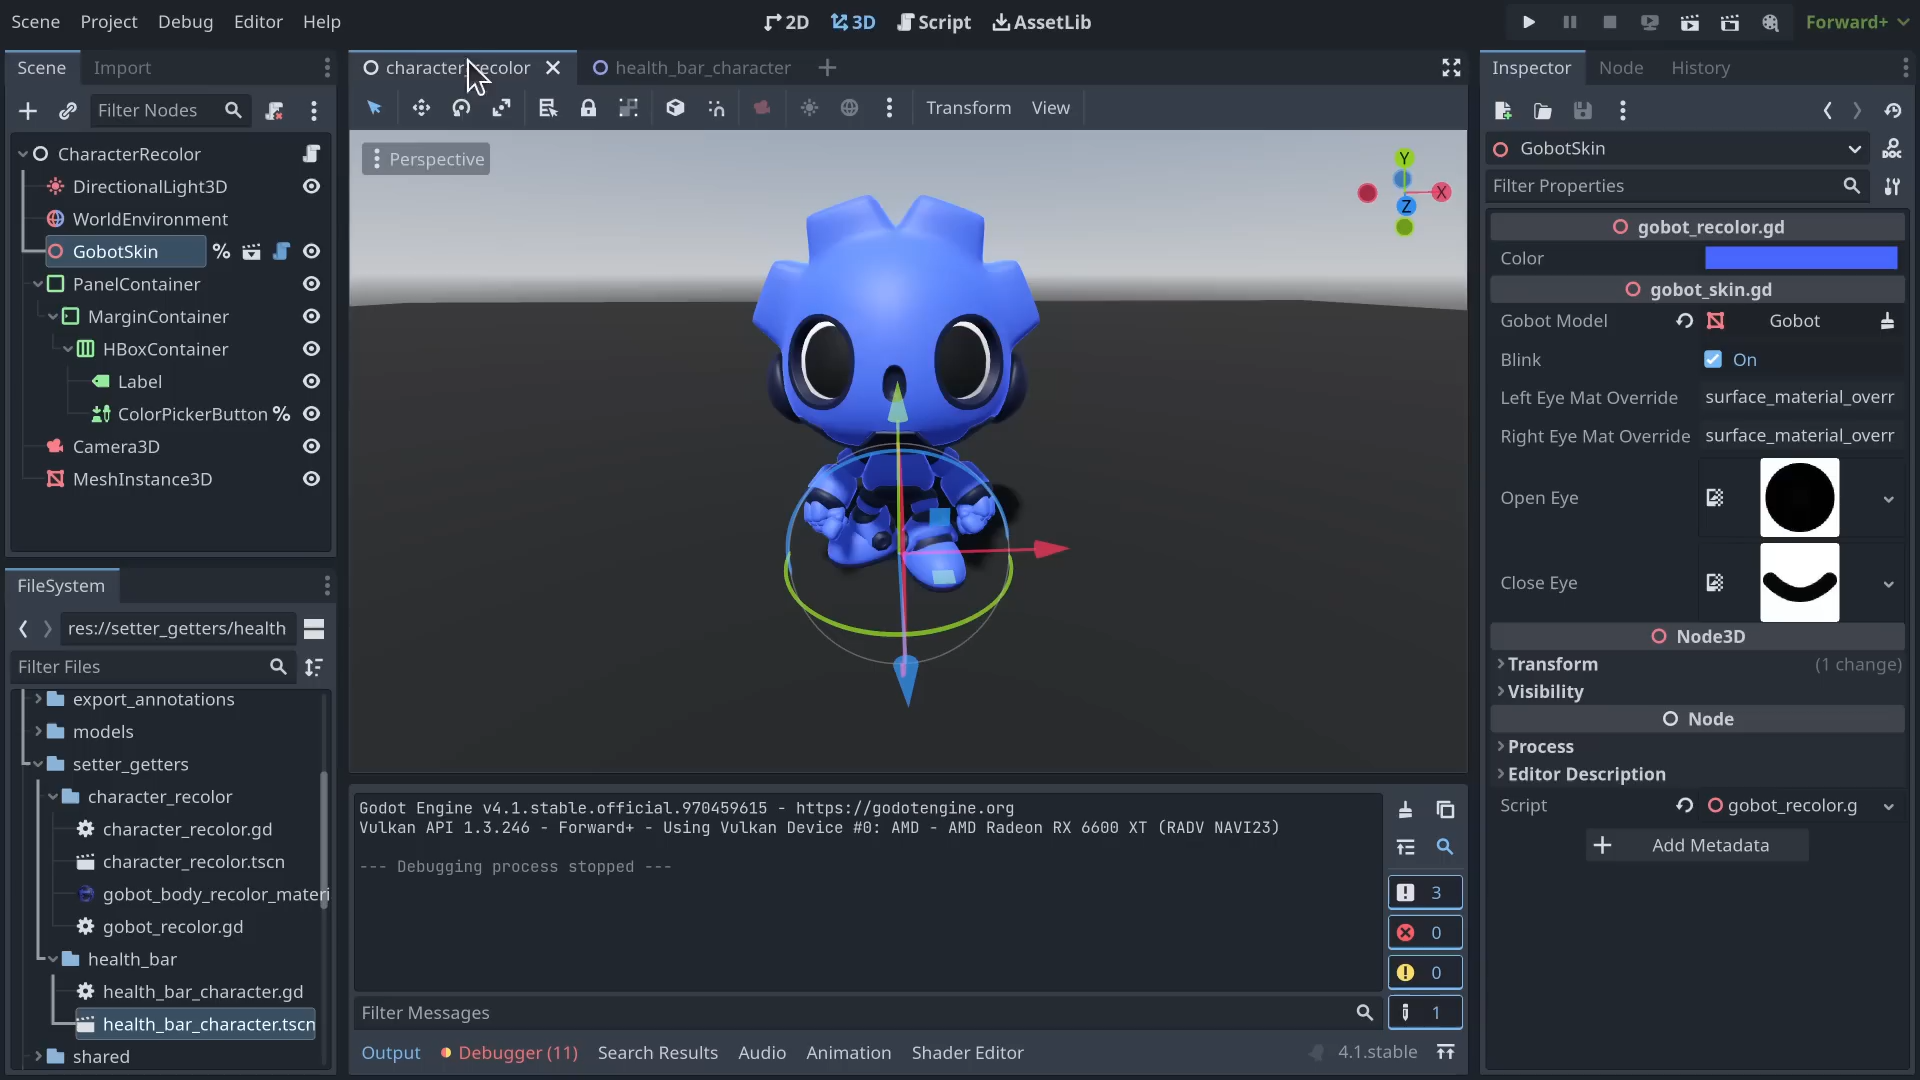 Scene Project Debug Editor Help
2D 3D Script AssetLib
Forward+
Scene Import
Filter Nodes
CharacterRecolor
DirectionalLight3D
WorldEnvironment
GobotSkin %
PanelContainer
MarginContainer
HBoxContainer
Label
ColorPickerButton %
Camera3D
MeshInstance3D
FileSystem
res://setter_getters/health
Filter Files
export_annotations
models
setter_getters
character_recolor
character_recolor.gd
character_recolor.tscn
gobot_body_recolor_materi
gobot_recolor.gd
health_bar
health_bar_character.gd
health_bar_character.tscn
shared
character_recolor health_bar_character
Transform View
Perspective
Y
X
Z
Godot Engine v4.1.stable.official.970459615 - https://godotengine.org
Vulkan API 1.3.246 - Forward+ - Using Vulkan Device #0: AMD - AMD Radeon RX 6600 XT (RADV NAVI23)
--- Debugging process stopped ---
3
0
0
1
Filter Messages
Output Debugger (11) Search Results Audio Animation Shader Editor 4.1.stable
Inspector Node History
GobotSkin
DOC
Filter Properties
gobot_recolor.gd
Color
gobot_skin.gd
Gobot Model Gobot
Blink On
Left Eye Mat Override surface_material_overr
Right Eye Mat Override surface_material_overr
Open Eye
Close Eye
Node3D
Transform (1 change)
Visibility
Node
Process
Editor Description
Script gobot_recolor.g
Add Metadata